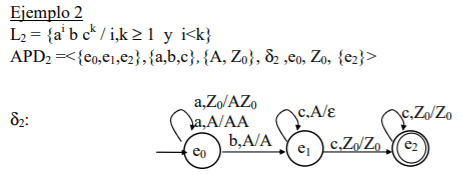 Ejemplo 2
L₂ = {aⁱ b cᵏ / i,k ≥ 1 y i<k}
APD₂ =<{e₀,e₁,e₂},{a,b,c}, {A, Z₀}, δ₂ ,e₀, Z₀, {e₂}>
δ₂:
a,Z₀/AZ₀
a,A/AA
c,A/ε
c,Z₀/Z₀
b,A/A
c,Z₀/Z₀
e₀
e₁
e₂